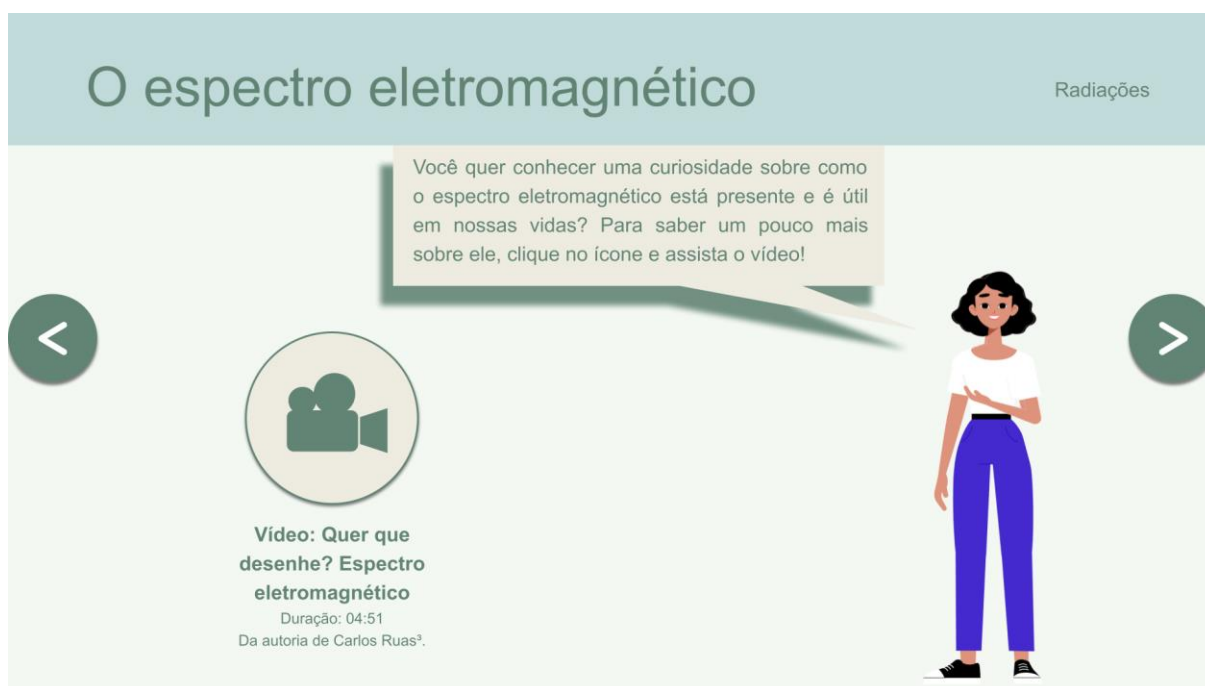 O espectro eletromagnético
Radiações
Você quer conhecer uma curiosidade sobre como
o espectro eletromagnético está presente e é útil
em nossas vidas? Para saber um pouco mais
sobre ele, clique no ícone e assista o vídeo!
<
>
Vídeo: Quer que
desenhe? Espectro
eletromagnético
Duração: 04:51
Da autoria de Carlos Ruas³.